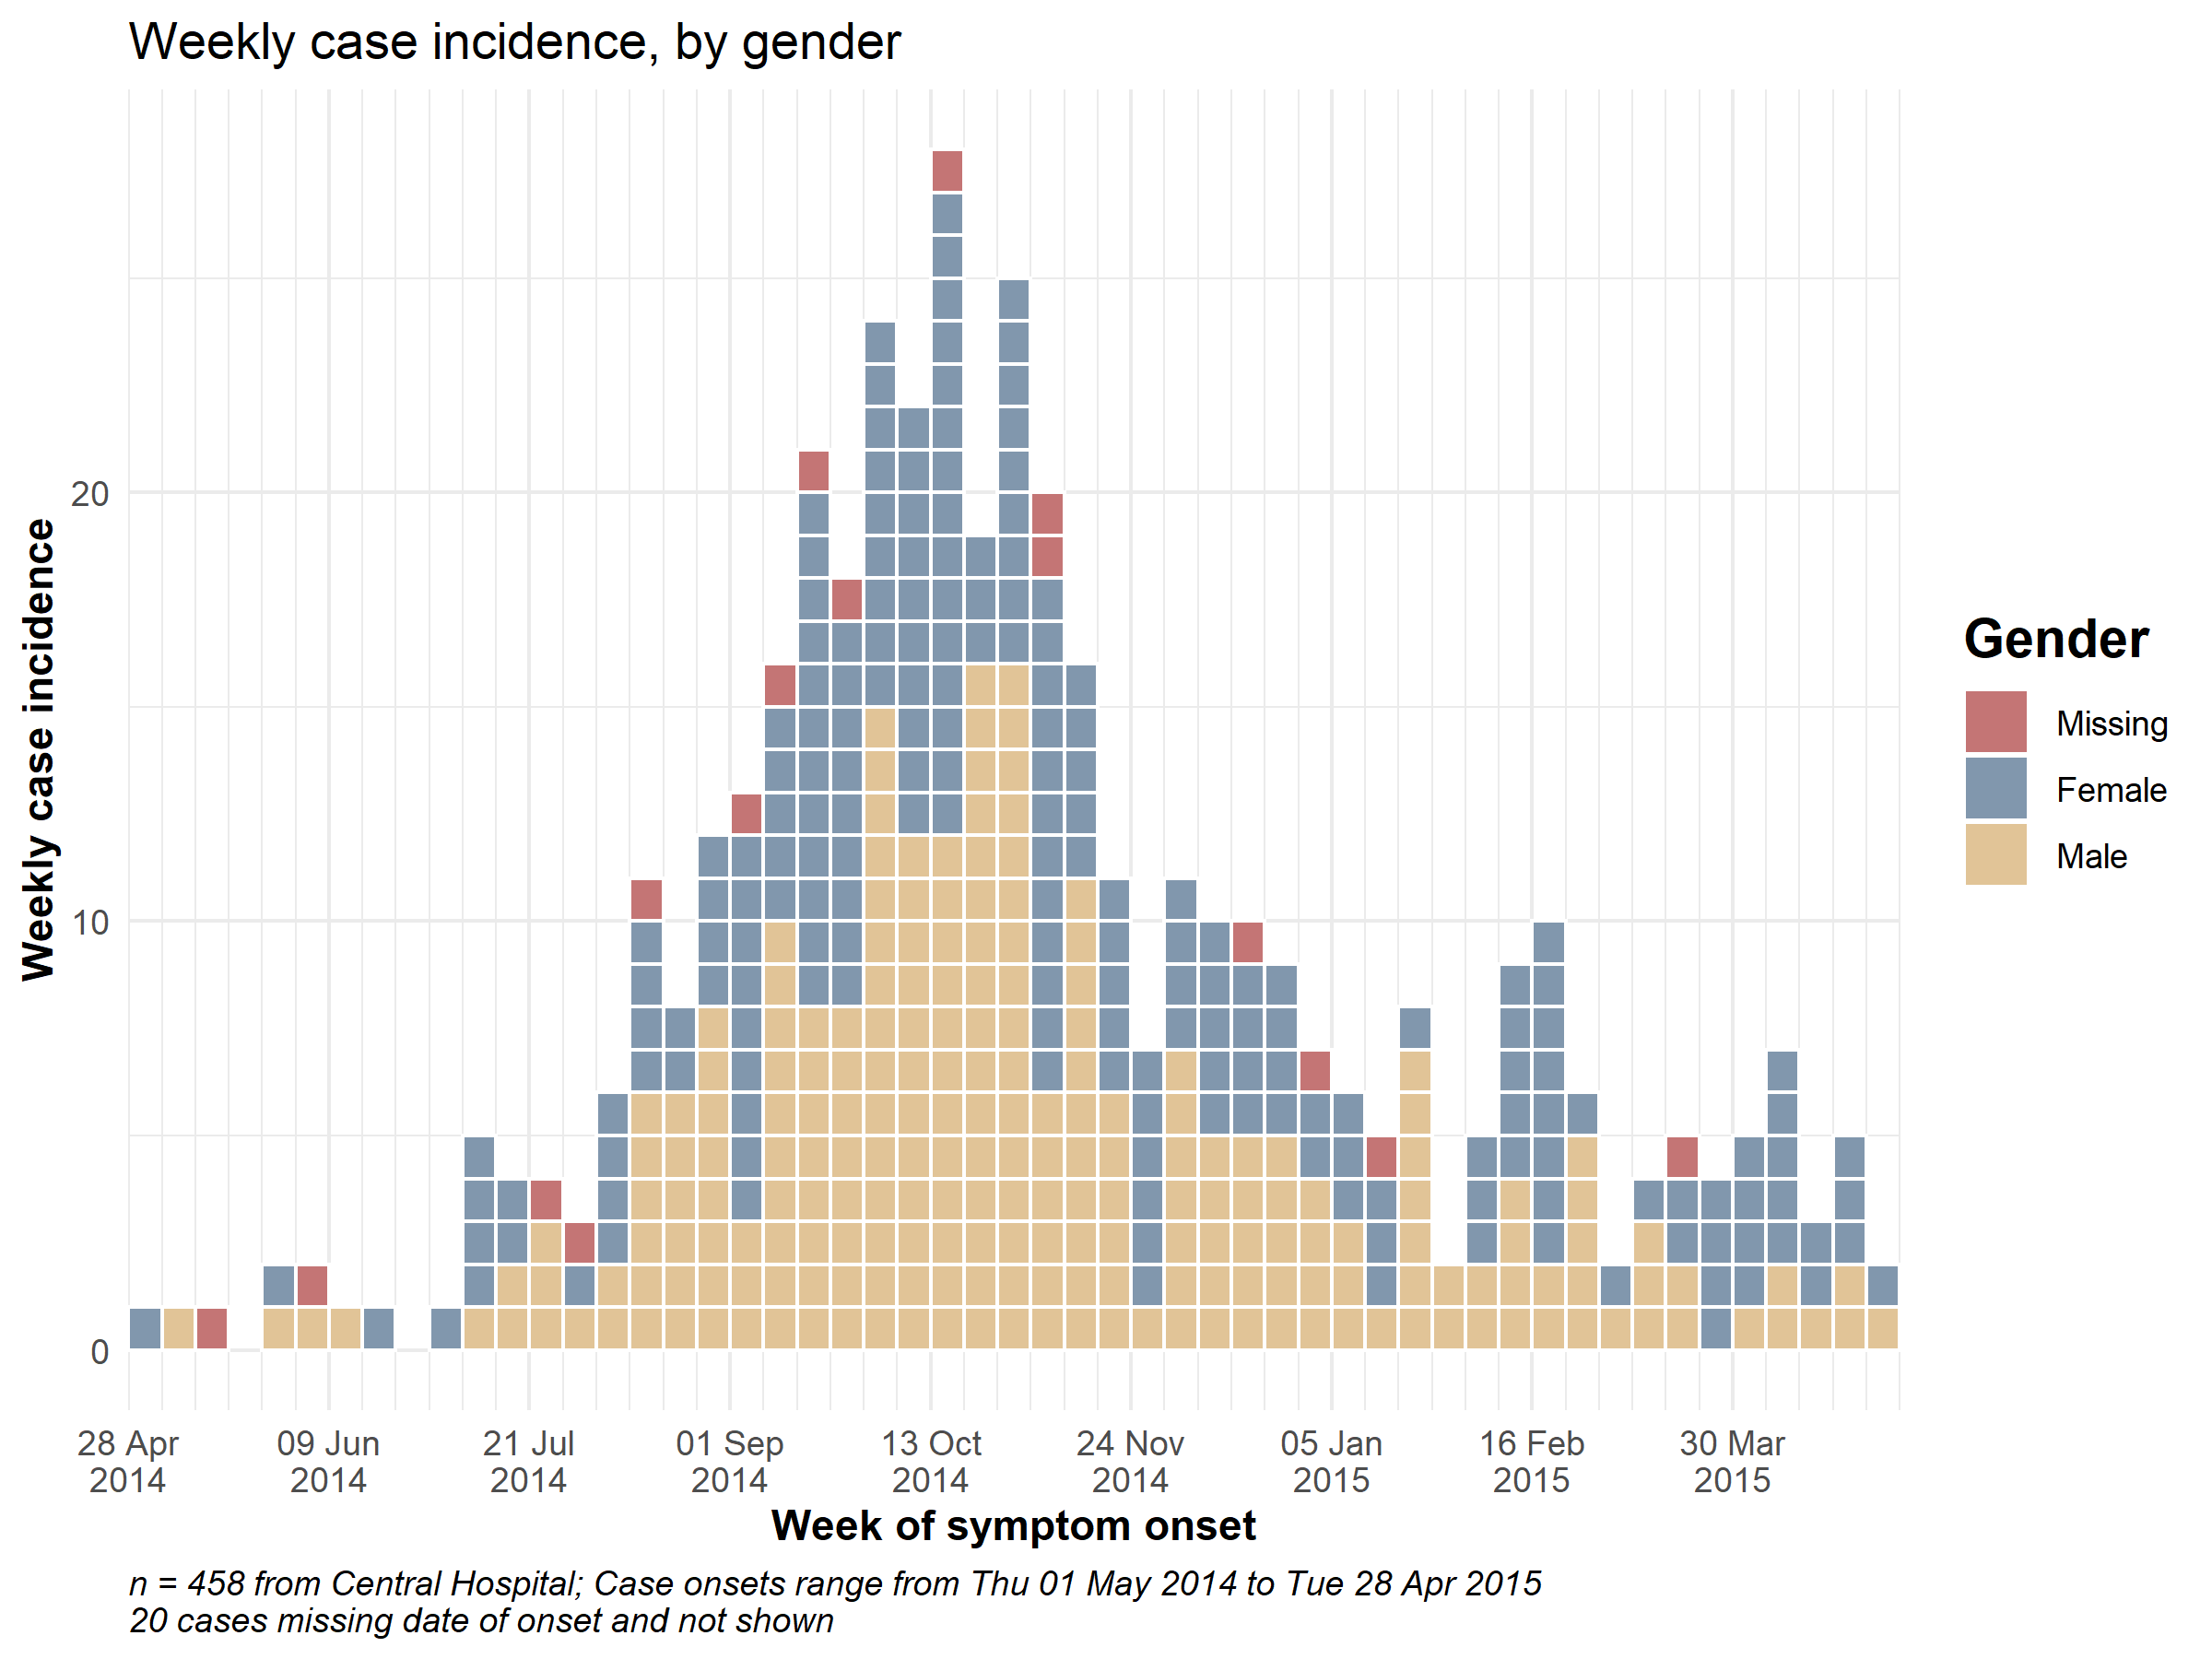 Weekly case incidence, by gender
Weekly case incidence
20
10
0
28 Apr
2014
09 Jun
2014
21 Jul
2014
01 Sep
2014
13 Oct
2014
24 Nov
2014
05 Jan
2015
16 Feb
2015
30 Mar
2015
Week of symptom onset
Gender
Missing
Female
Male
n = 458 from Central Hospital; Case onsets range from Thu 01 May 2014 to Tue 28 Apr 2015
20 cases missing date of onset and not shown